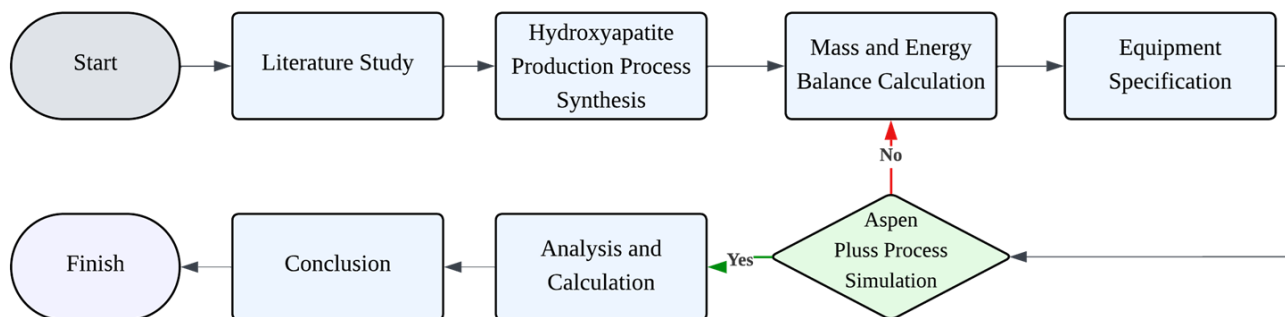 Start
Literature Study
Hydroxyapatite
Production Process
Synthesis
Mass and Energy
Balance Calculation
Equipment
Specification
No
Aspen
Pluss Process
Simulation
Yes
Analysis and
Calculation
Conclusion
Finish